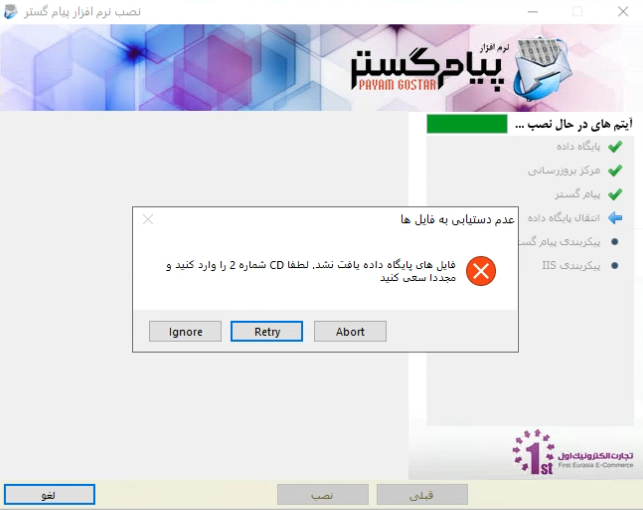 نصب نرم افزار پیام گستر
نرم افزار
پیام گستر
PAYAM GOSTAR
آیتم های در حال نصب ...
پایگاه داده
مرکز بروزرسانی
پیام گستر
انتقال پایگاه داده
پیکربندی پیام گست
پیکربندی IIS
عدم دستیابی به فایل ها
فایل های پایگاه داده یافت نشد, لطفا CD شماره 2 را وارد کنید و
مجددا سعی کنید
Ignore
Retry
Abort
1st
تجارت الکترونیک اول
First Eurasia E-Commerce
لغو
نصب
قبلی